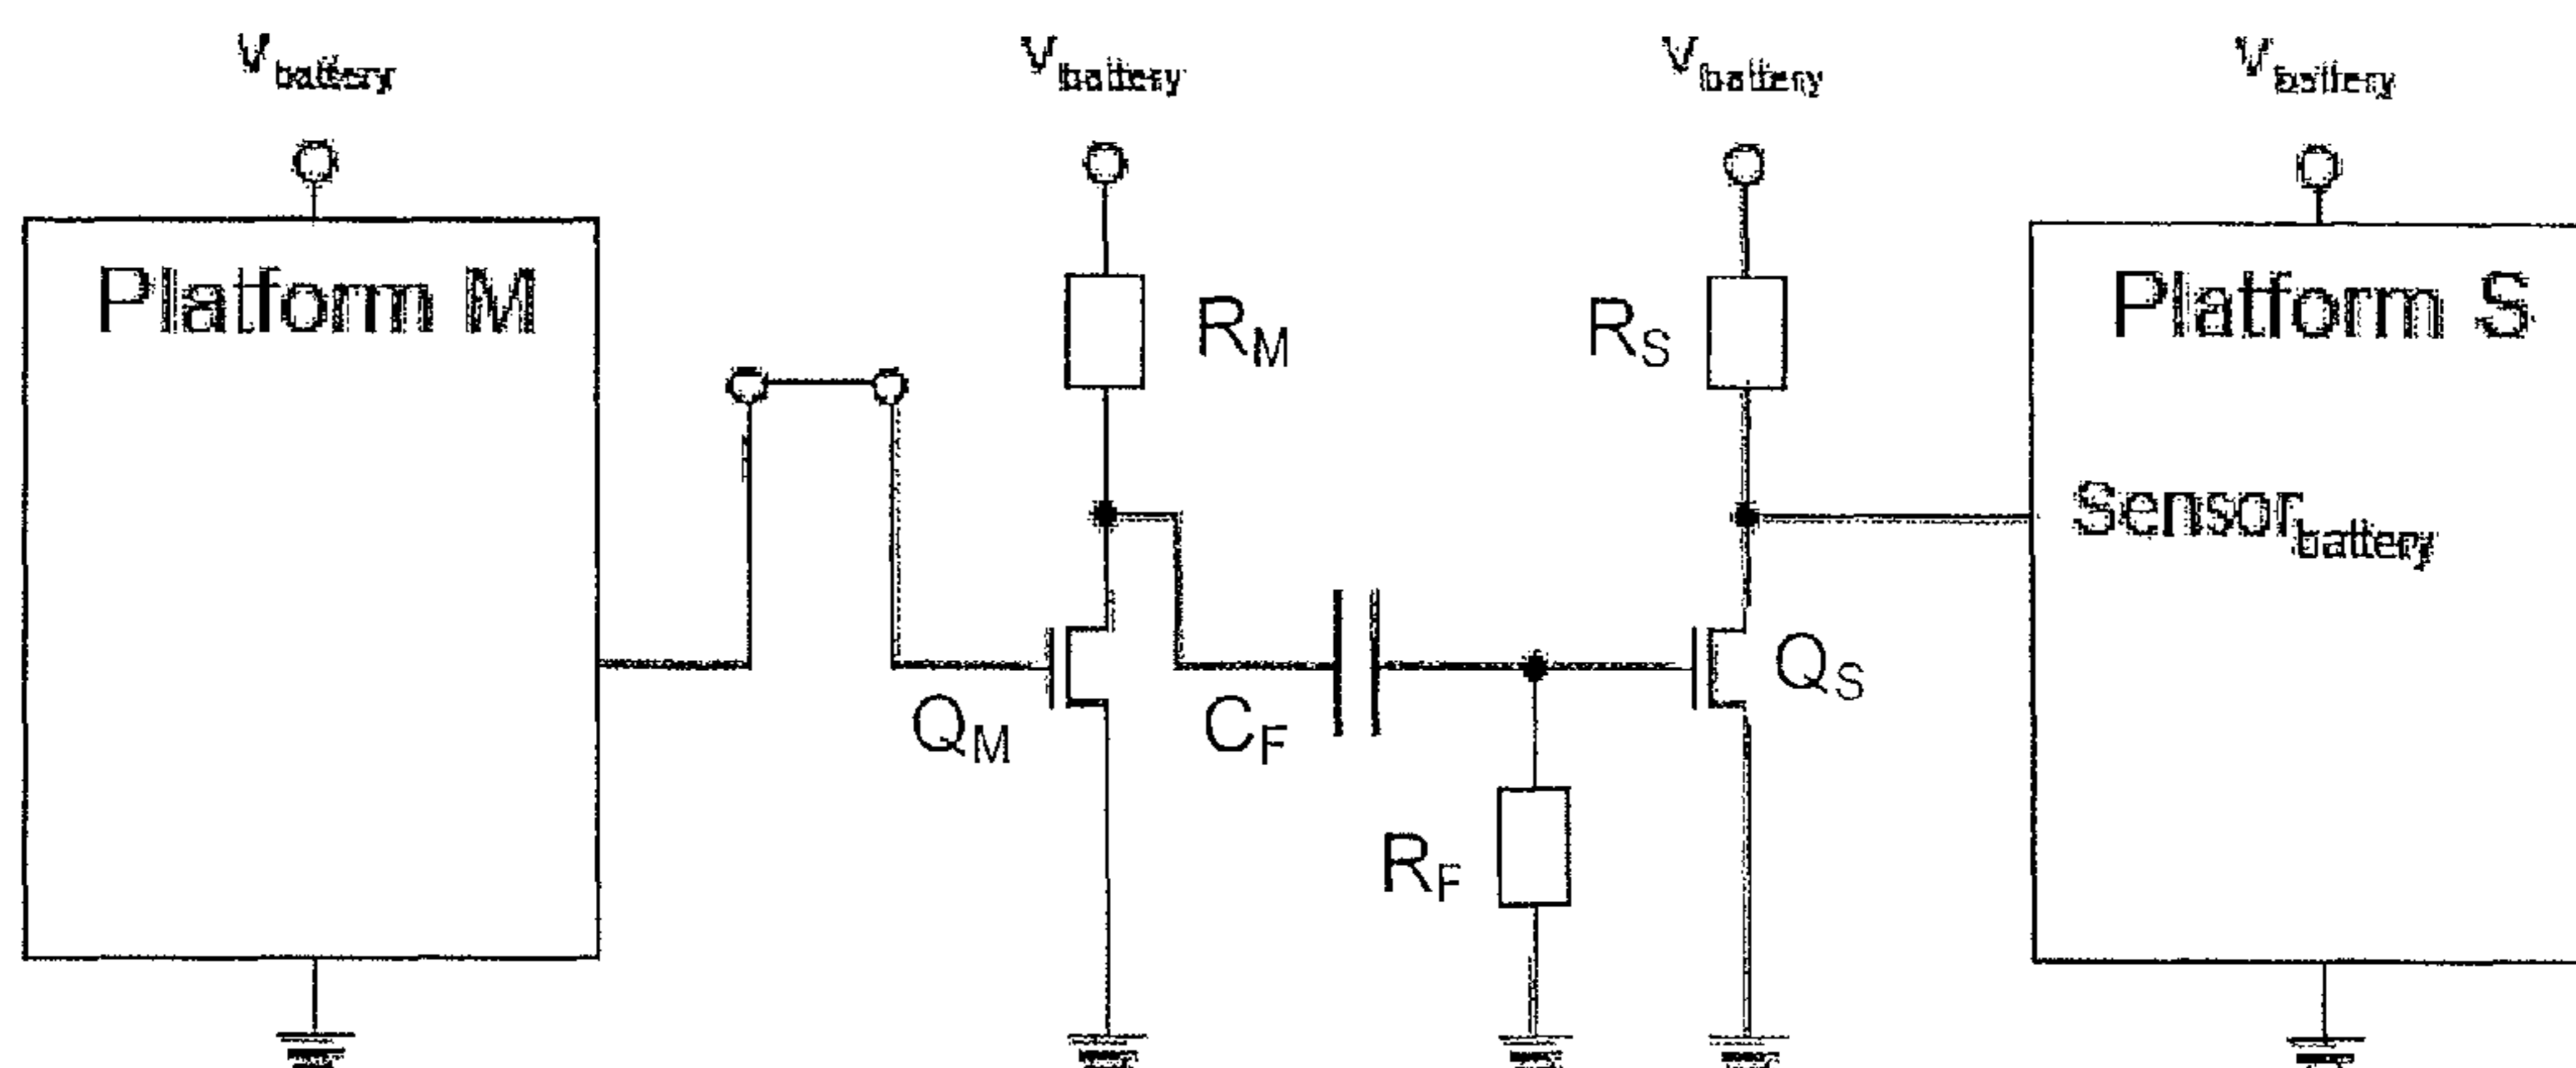 Vbattery
Vbattery
Vbattery
Vbattery
Platform M
RM
RS
Platform S
Sensorbattery
QM
CF
QS
RF